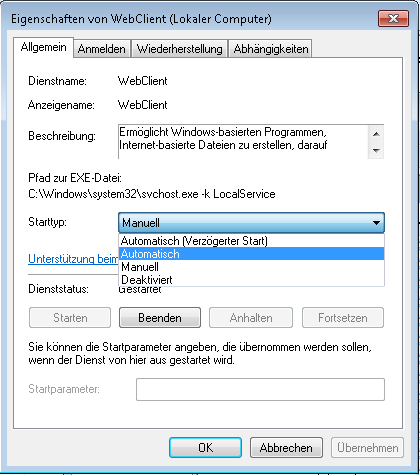 Eigenschaften von WebClient (Lokaler Computer)
Allgemein Anmelden Wiederherstellung Abhängigkeiten
Dienstname: WebClient
Anzeigename: WebClient
Beschreibung: Ermöglicht Windows-basierten Programmen,
Internet-basierte Dateien zu erstellen, darauf
Pfad zur EXE-Datei:
C:\Windows\system32\svchost.exe -k LocalService
Starttyp: Manuell
Automatisch (Verzögerter Start)
Unterstützung beim Automatisch
Manuell
Deaktiviert
Dienststatus: Gestartet
Starten Beenden Anhalten Fortsetzen
Sie können die Startparameter angeben, die übernommen werden sollen,
wenn der Dienst von hier aus gestartet wird.
Startparameter:
OK Abbrechen Übernehmen